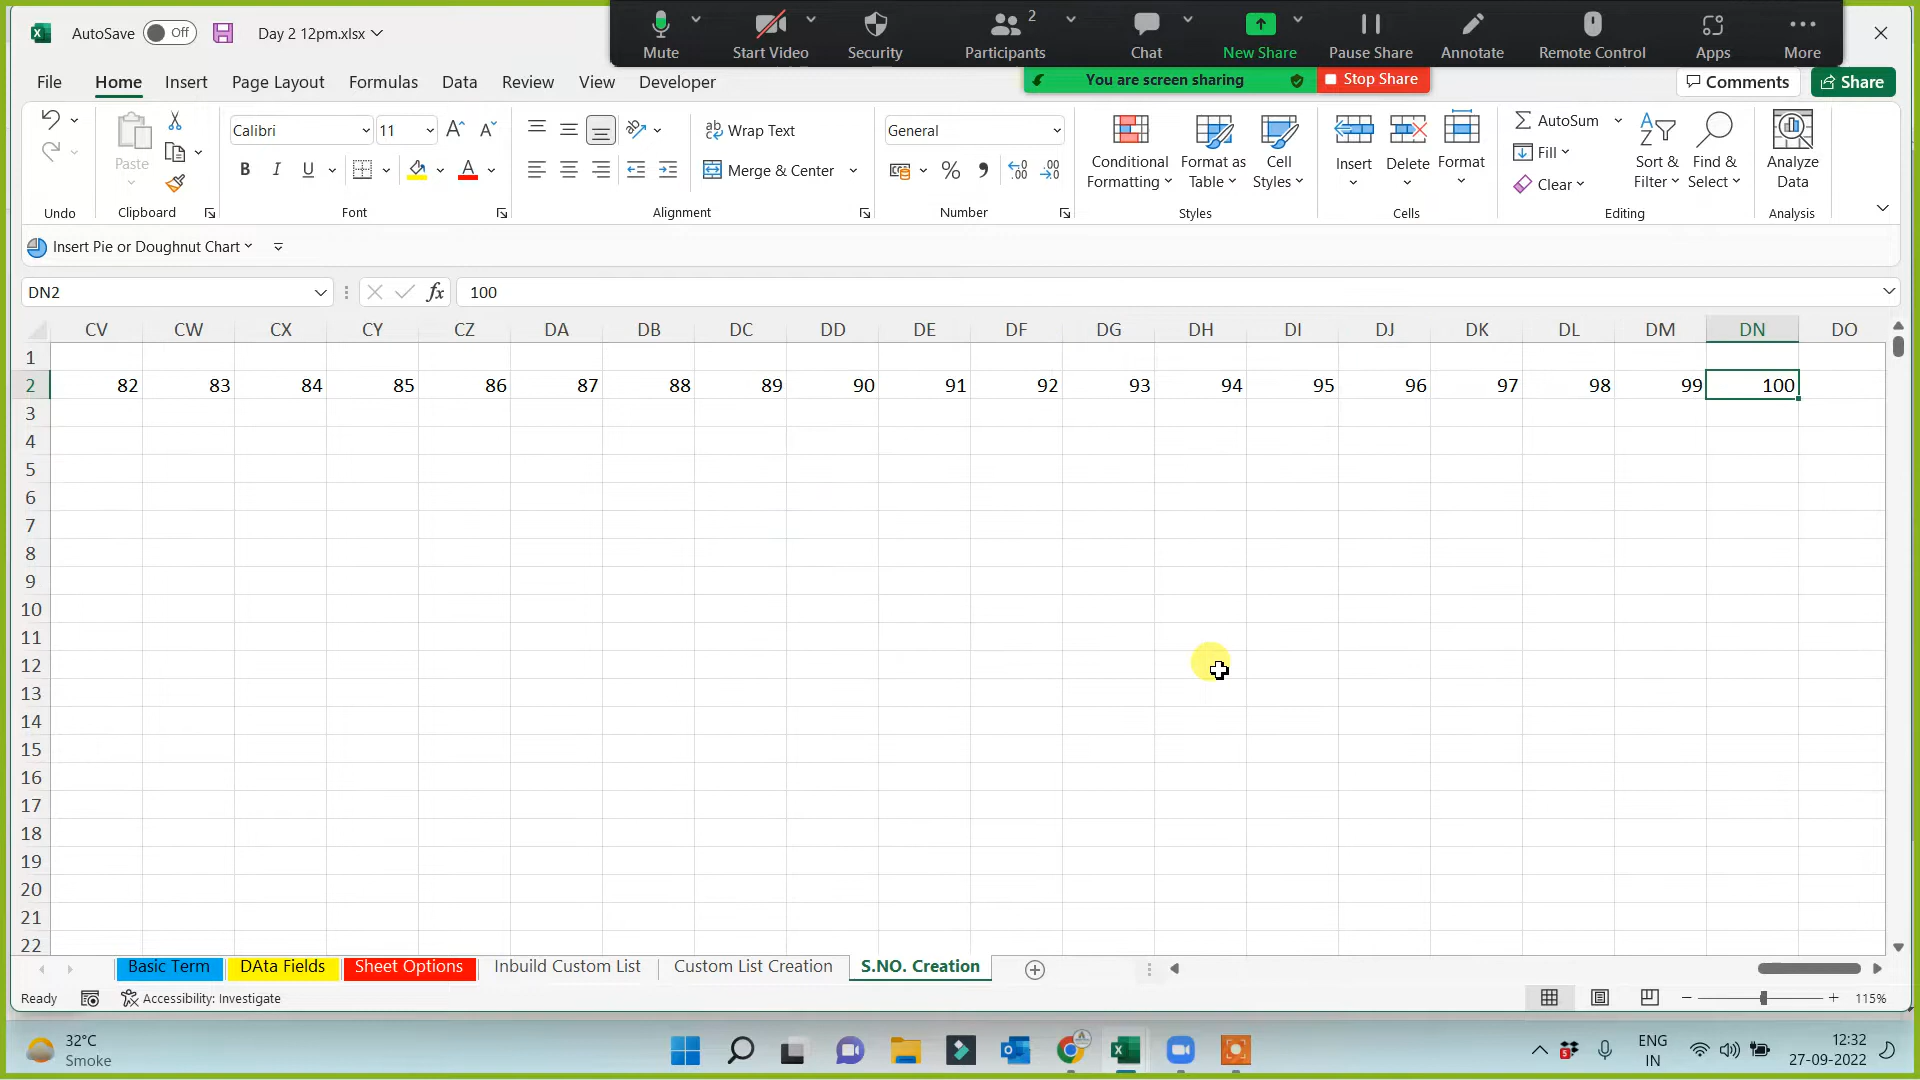 AutoSave Off Day 2 12pm.xlsx
Mute Start Video Security Participants 2 Chat New Share Pause Share Annotate Remote Control Apps More
You are screen sharing Stop Share
File Home Insert Page Layout Formulas Data Review View Developer Comments Share
Paste Calibri 11 Wrap Text General Conditional Formatting Format as Table Cell Styles Insert Delete Format AutoSum Sort & Filter Find & Select Analyze Data
B I U Merge & Center % Fill Clear
Undo Clipboard Font Alignment Number Styles Cells Editing Analysis
Insert Pie or Doughnut Chart
DN2 fx 100
CV CW CX CY CZ DA DB DC DD DE DF DG DH DI DJ DK DL DM DN DO
1
2 82 83 84 85 86 87 88 89 90 91 92 93 94 95 96 97 98 99 100
3
4
5
6
7
8
9
10
11
12
13
14
15
16
17
18
19
20
21
22
Basic Term DAta Fields Sheet Options Inbuild Custom List Custom List Creation S.NO. Creation
Ready Accessibility: Investigate 115%
32°C
Smoke
ENG
IN
12:32
27-09-2022